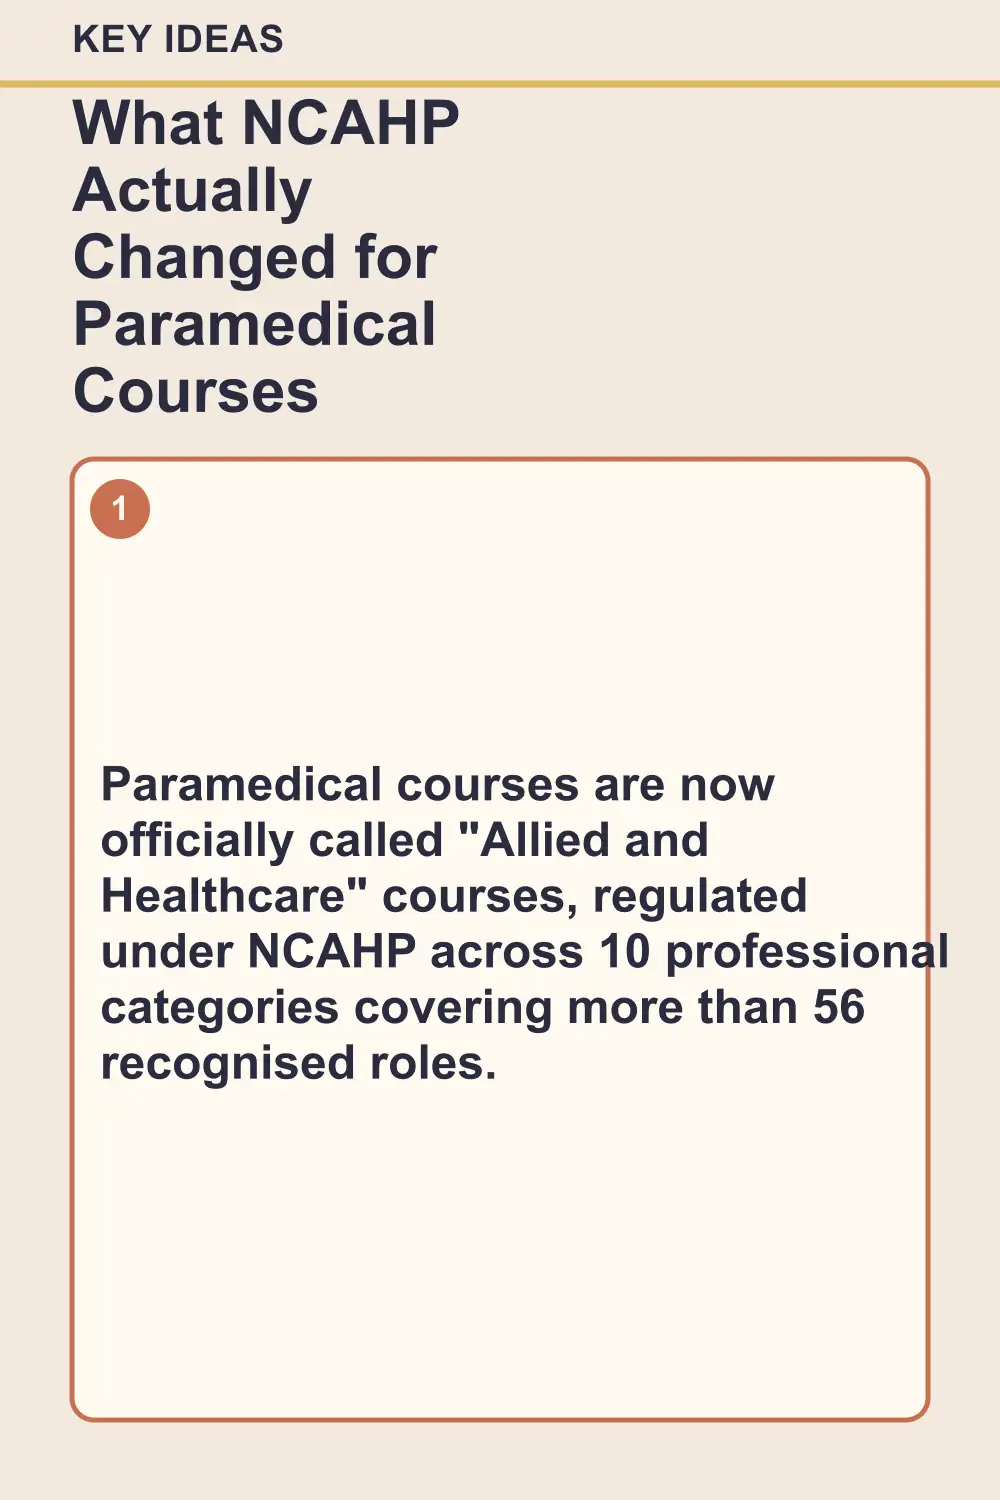 KEY IDEAS
What NCAHP
Actually
Changed for
Paramedical
Courses
1
Paramedical courses are now
officially called "Allied and
Healthcare" courses, regulated
under NCAHP across 10 professional
categories covering more than 56
recognised roles.